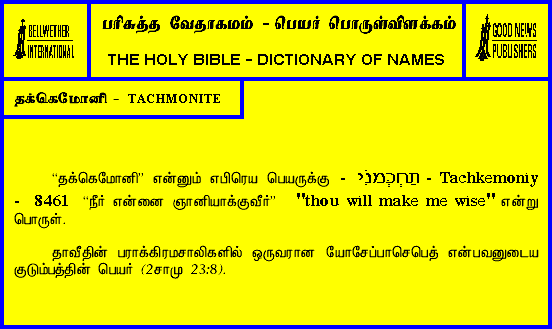 BELLWETHER
INTERNATIONAL
பரிசுத்த வேதாகமம் - பெயர் பொருள்விளக்கம்
THE HOLY BIBLE - DICTIONARY OF NAMES
GOOD NEWS
PUBLISHERS
தக்கெமோனி - TACHMONITE
“தக்கெமோனி” என்னும் எபிரெய பெயருக்கு - תַּחְכְּמֹנִי - Tachkemoniy
- 8461 “நீர் என்னை ஞானியாக்குவீர்” "thou will make me wise" என்று
பொருள்.
தாவீதின் பராக்கிரமசாலிகளில் ஒருவரான யோசேப்பாசெபெத் என்பவனுடைய
குடும்பத்தின் பெயர் (2சாமு 23:8).